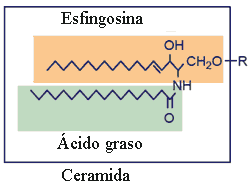 Esfingosina
OH
CH₂O—R
NH
O
Ácido graso
Ceramida